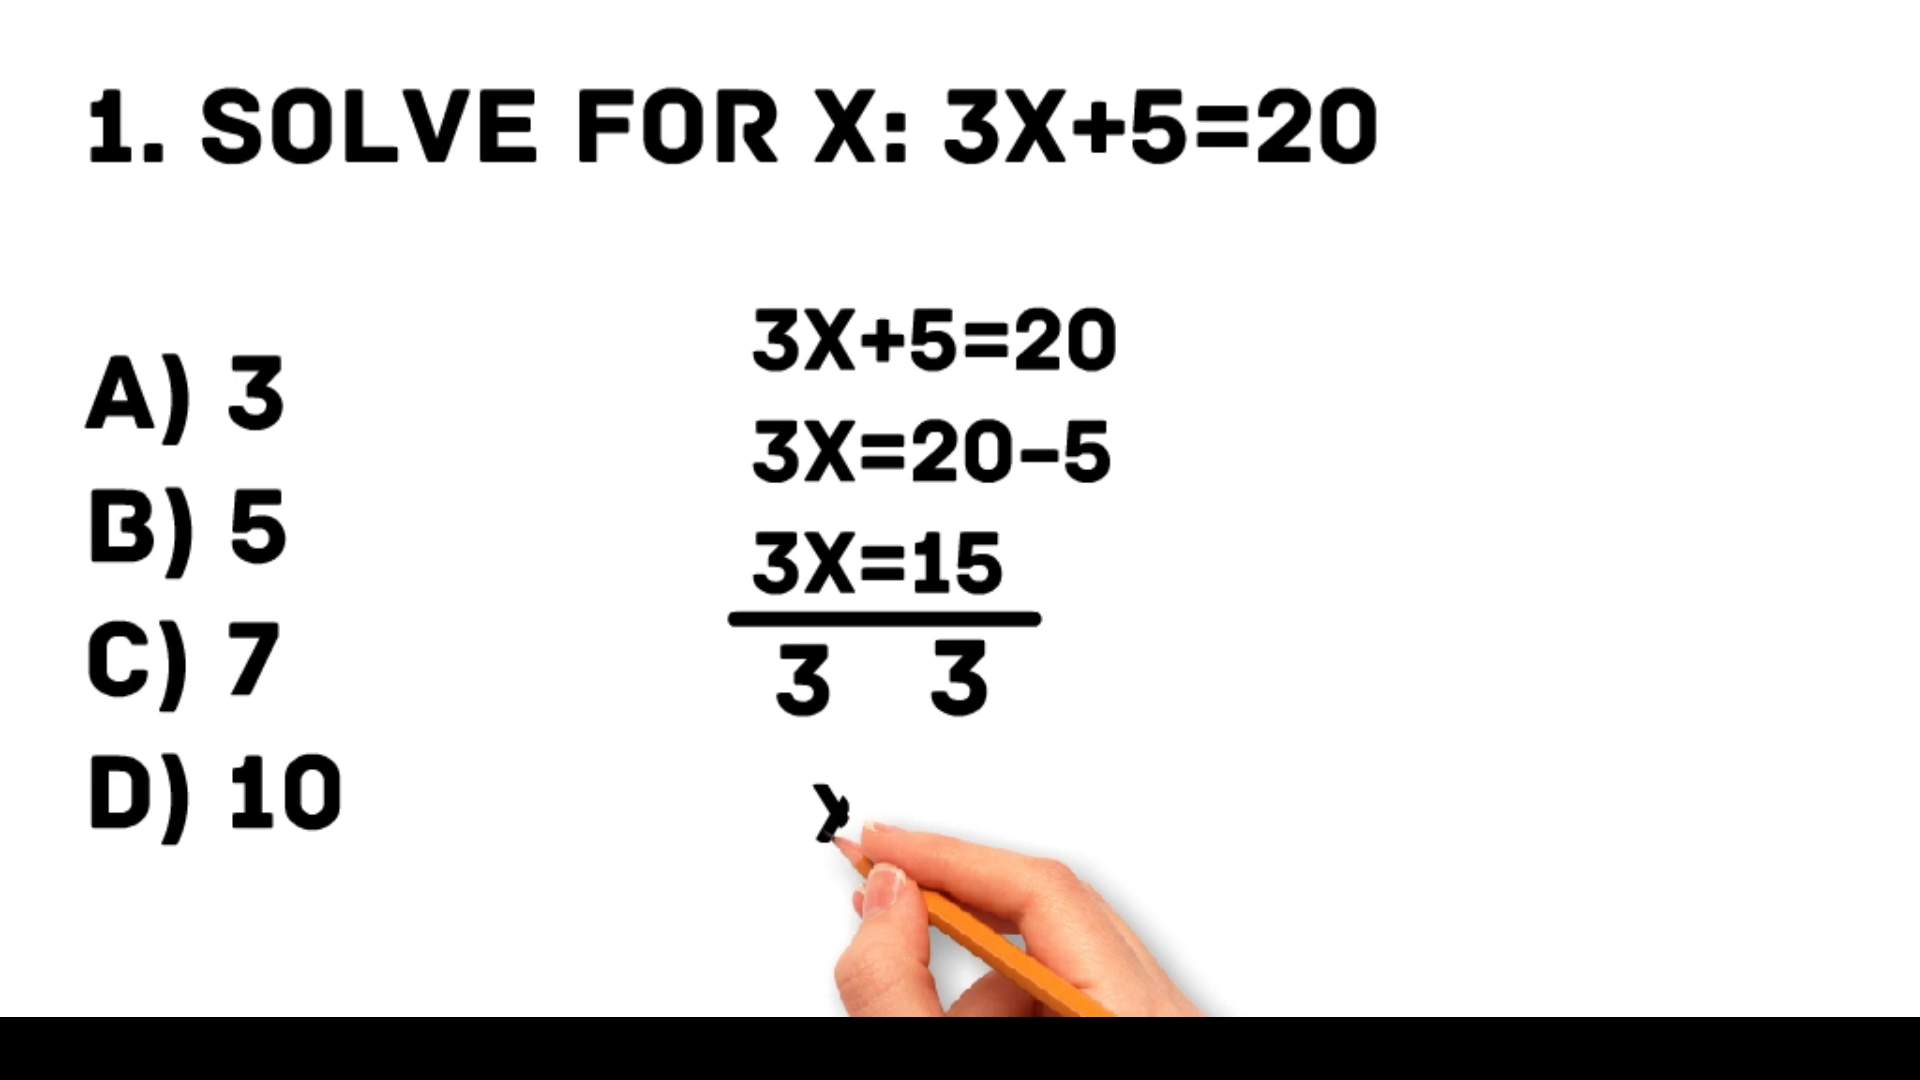 1. SOLVE FOR X: 3X+5=20
A) 3
B) 5
C) 7
D) 10
3X+5=20
3X=20-5
3X=15
3 3
X